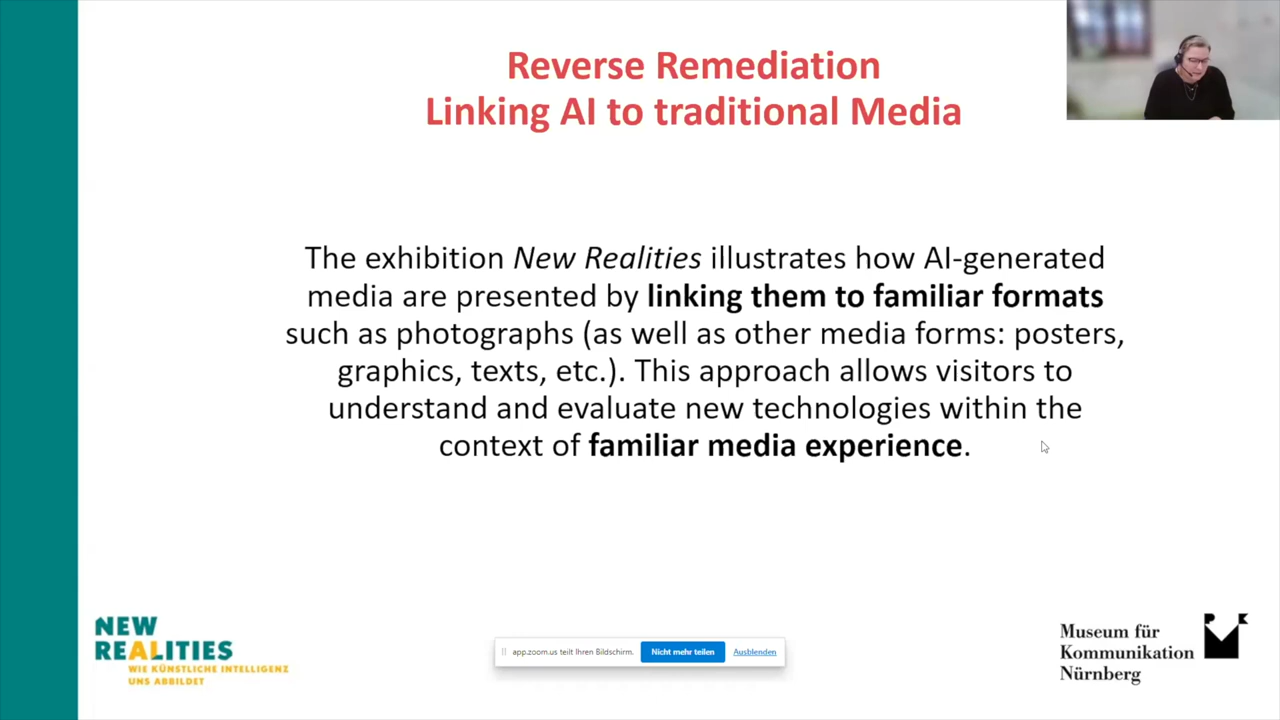 Reverse Remediation
Linking AI to traditional Media
The exhibition New Realities illustrates how AI-generated
media are presented by linking them to familiar formats
such as photographs (as well as other media forms: posters,
graphics, texts, etc.). This approach allows visitors to
understand and evaluate new technologies within the
context of familiar media experience.
NEW
REALITIES
WIE KÜNSTLICHE INTELLIGENZ
UNS ABBILDET
app.zoom.us teilt Ihren Bildschirm.
Nicht mehr teilen
Ausblenden
Museum für
Kommunikation
Nürnberg